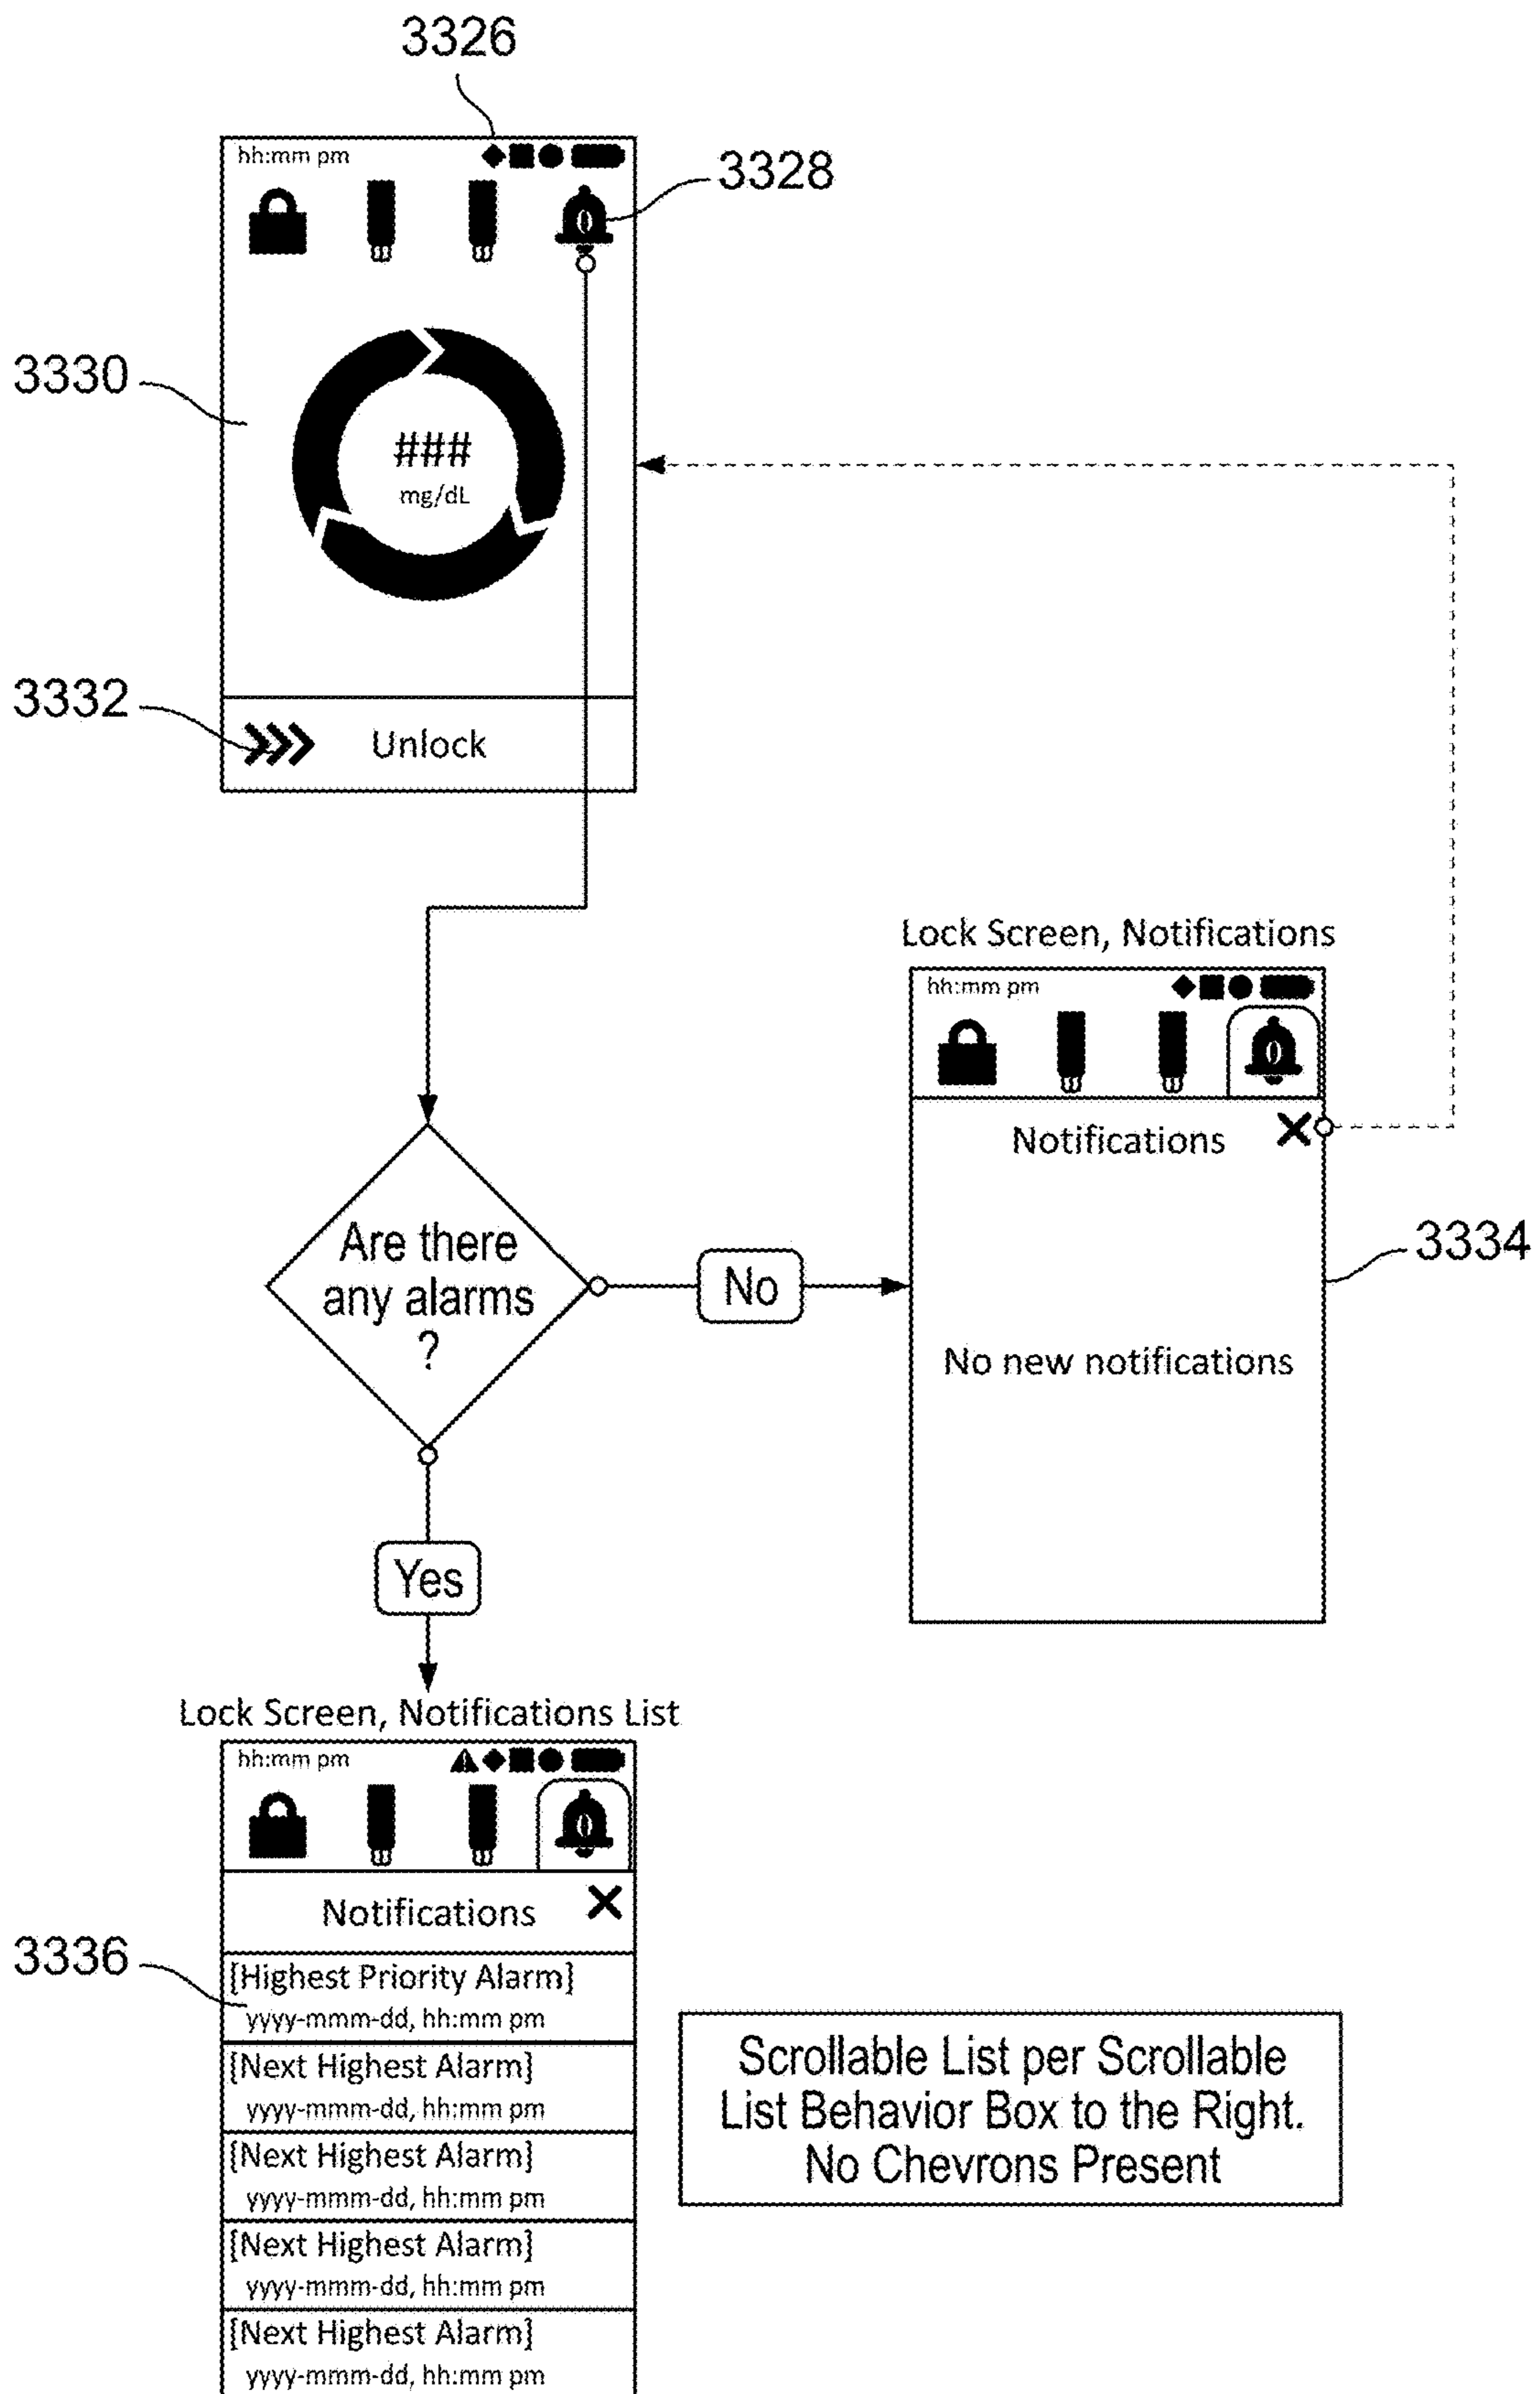 3326
hh:mm pm
3328
0
3330
###
mg/dL
3332
Unlock
Lock Screen, Notifications
hh:mm pm
0
Notifications
Are there
any alarms
?
No
3334
No new notifications
Yes
Lock Screen, Notifications List
hh:mm pm
0
Notifications
3336
[Highest Priority Alarm]
yyyy-mmm-dd, hh:mm pm
[Next Highest Alarm]
yyyy-mmm-dd, hh:mm pm
[Next Highest Alarm]
yyyy-mmm-dd, hh:mm pm
[Next Highest Alarm]
yyyy-mmm-dd, hh:mm pm
[Next Highest Alarm]
yyyy-mmm-dd, hh:mm pm
Scrollable List per Scrollable
List Behavior Box to the Right.
No Chevrons Present